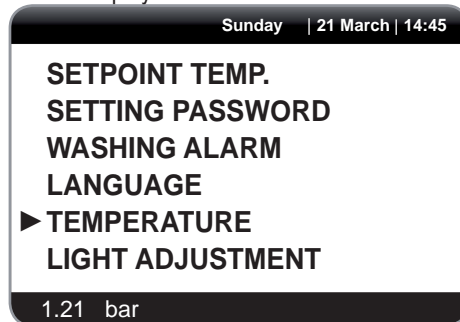 Sunday | 21 March | 14:45
SETPOINT TEMP.
SETTING PASSWORD
WASHING ALARM
LANGUAGE
TEMPERATURE
LIGHT ADJUSTMENT
1.21 bar